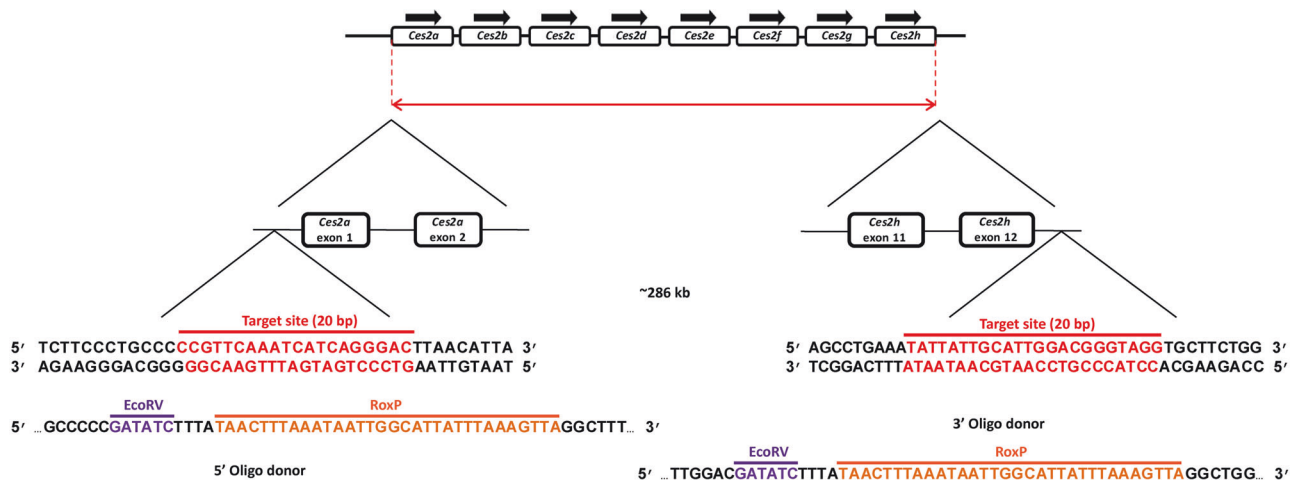 Ces2a Ces2b Ces2c Ces2d Ces2e Ces2f Ces2g Ces2h
Ces2a
exon 1
Ces2a
exon 2
Ces2h
exon 11
Ces2h
exon 12
~286 kb
Target site (20 bp)
5′ TCTTCCCTGCCCCCGTTCAAATCATCAGGGACTTAACATTA 3′
3′ AGAAGGGACGGGGGCAAGTTTAGTAGTCCCTGAATTGTAAT 5′
Target site (20 bp)
5′ AGCCTGAAATATTATTGCATTGGACGGGTAGGTGCTTCTGG 3′
3′ TCGGACTTTATAATAACGTAACCTGCCCATCCACGAAGACC 5′
EcoRV RoxP
5′ …GCCCCCGATATCTTTATAACTTTAAATAATTGGCATTATTTAAAGTTAGGCTTT… 3′
5′ Oligo donor
3′ Oligo donor
EcoRV RoxP
5′ …TTGGACGATATCTTTATAACTTTAAATAATTGGCATTATTTAAAGTTAGGCTGG… 3′